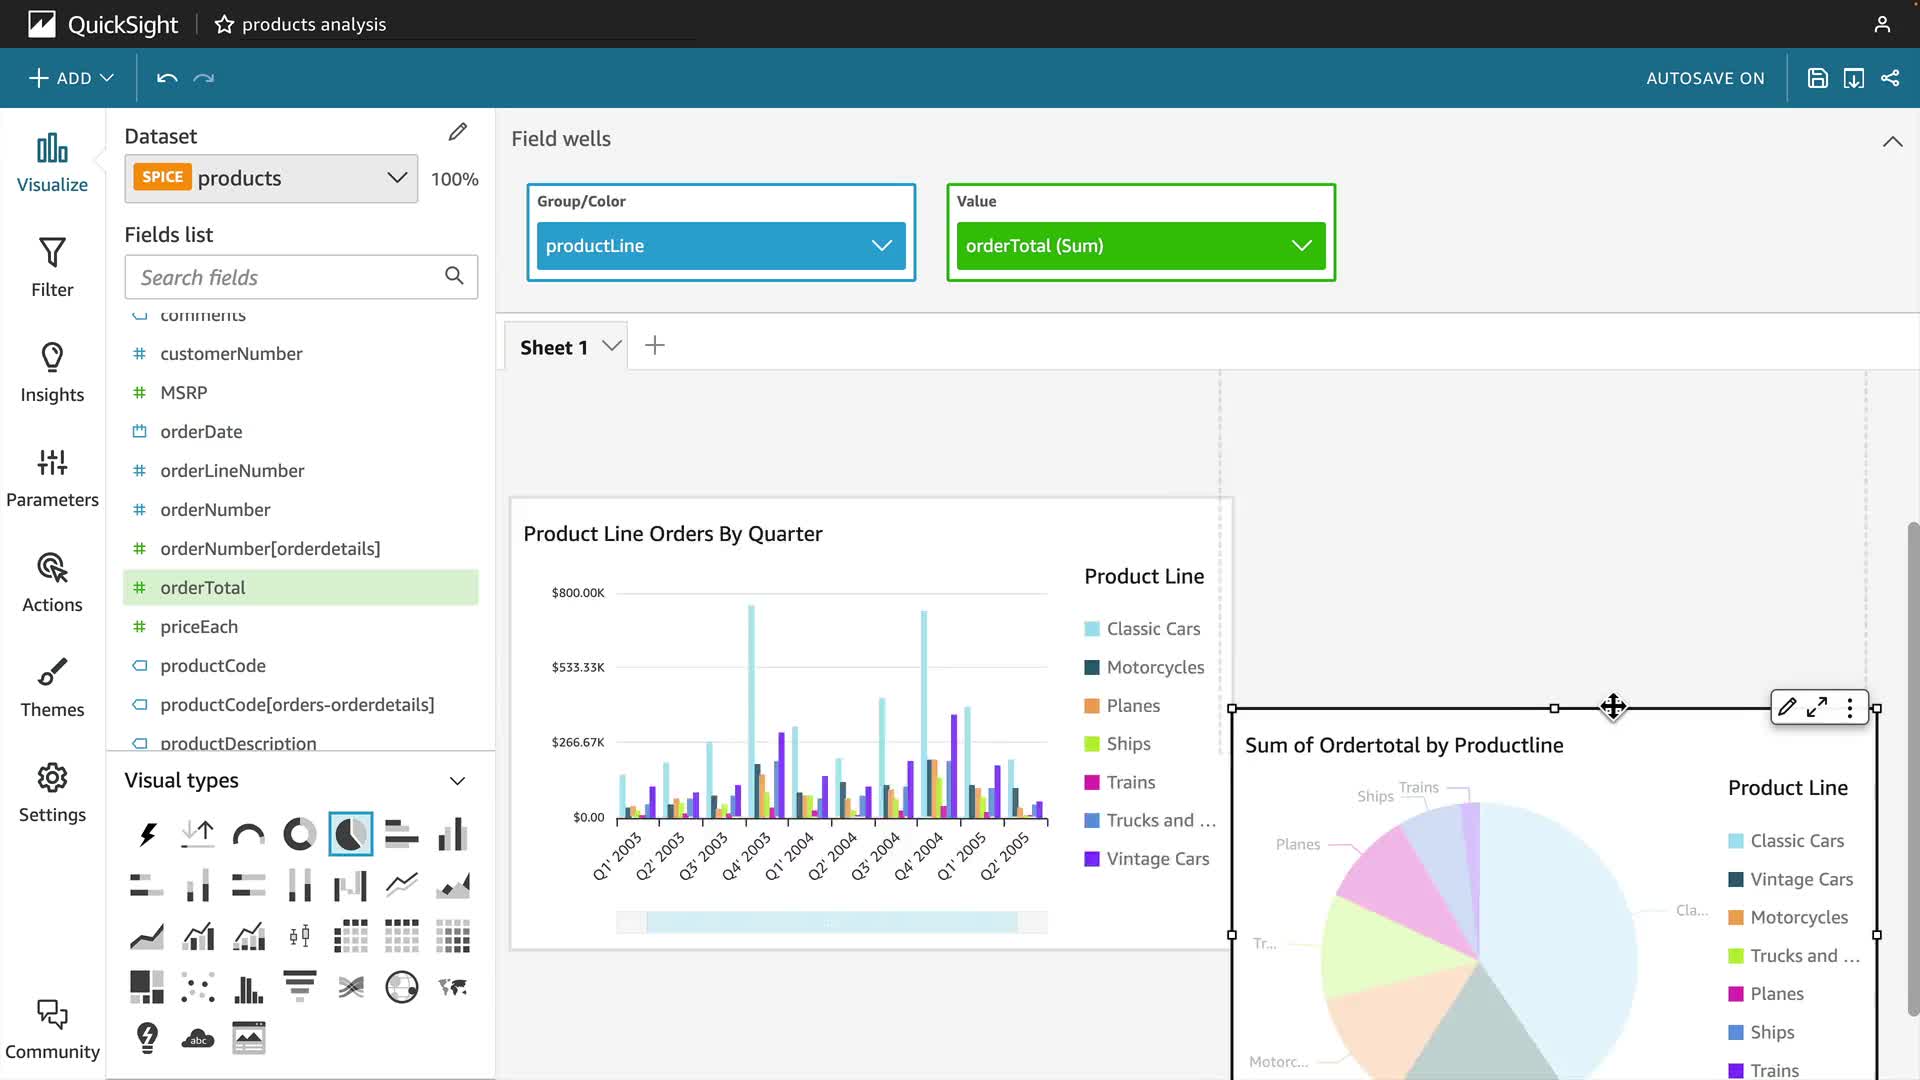 QuickSight
products analysis
ADD
AUTOSAVE ON
Visualize
Filter
Insights
Parameters
Actions
Themes
Settings
Community
Dataset
SPICE products
100%
Fields list
Search fields
comments
customerNumber
MSRP
orderDate
orderLineNumber
orderNumber
orderNumber[orderdetails]
orderTotal
priceEach
productCode
productCode[orders-orderdetails]
productDescription
Visual types
abc
Field wells
Group/Color
productLine
Value
orderTotal (Sum)
Sheet 1
Product Line Orders By Quarter
$800.00K
$533.33K
$266.67K
$0.00
Q1' 2003
Q2' 2003
Q3' 2003
Q4' 2003
Q1' 2004
Q2' 2004
Q3' 2004
Q4' 2004
Q1' 2005
Q2' 2005
Product Line
Classic Cars
Motorcycles
Planes
Ships
Trains
Trucks and ...
Vintage Cars
Sum of Ordertotal by Productline
Trains
Ships
Planes
Tr...
Motorc...
Cla...
Product Line
Classic Cars
Vintage Cars
Motorcycles
Trucks and ...
Planes
Ships
Trains